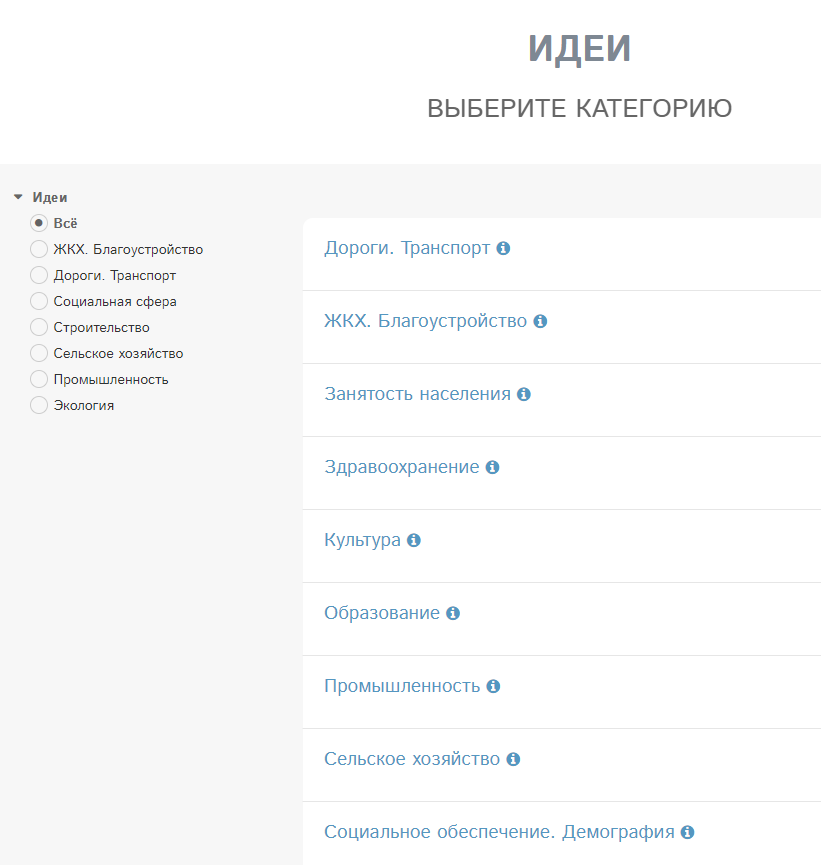 ИДЕИ
ВЫБЕРИТЕ КАТЕГОРИЮ
Идеи
Всё
ЖКХ. Благоустройство
Дороги. Транспорт
Социальная сфера
Строительство
Сельское хозяйство
Промышленность
Экология
Дороги. Транспорт
ЖКХ. Благоустройство
Занятость населения
Здравоохранение
Культура
Образование
Промышленность
Сельское хозяйство
Социальное обеспечение. Демография